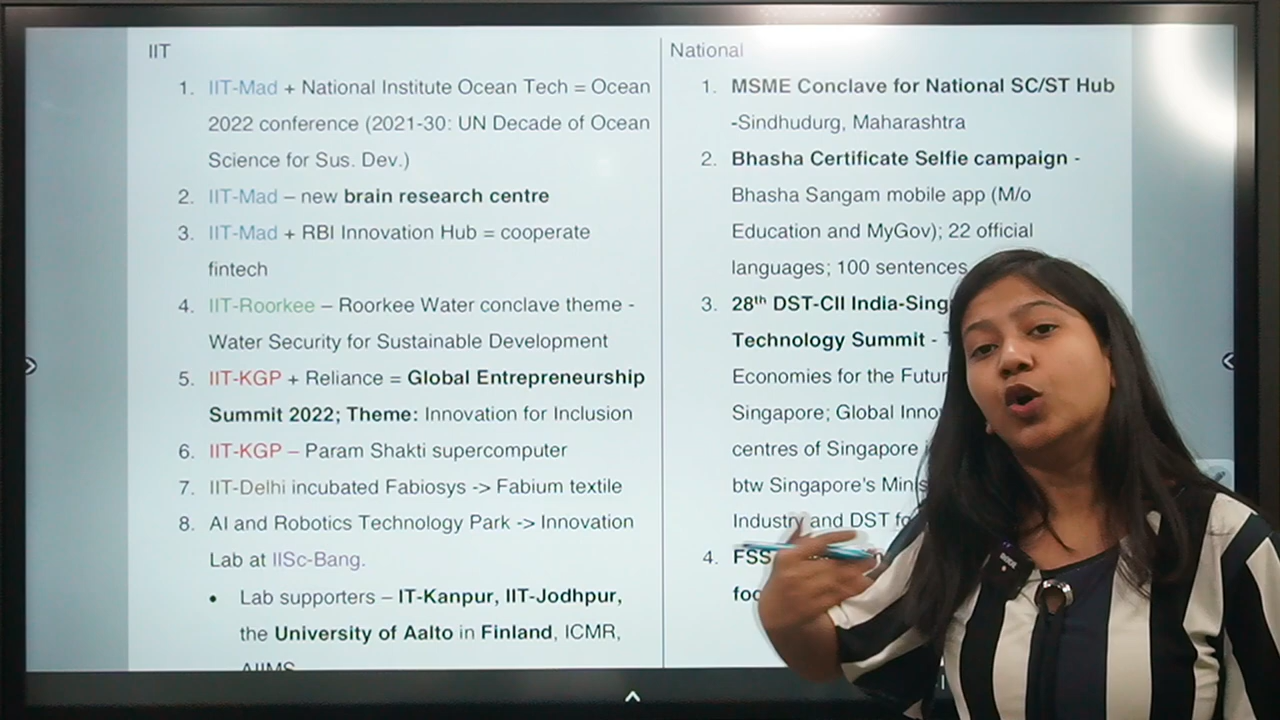 IIT
1. IIT-Mad + National Institute Ocean Tech = Ocean
2022 conference (2021-30: UN Decade of Ocean
Science for Sus. Dev.)
2. IIT-Mad – new brain research centre
3. IIT-Mad + RBI Innovation Hub = cooperate
fintech
4. IIT-Roorkee – Roorkee Water conclave theme -
Water Security for Sustainable Development
5. IIT-KGP + Reliance = Global Entrepreneurship
Summit 2022; Theme: Innovation for Inclusion
6. IIT-KGP – Param Shakti supercomputer
7. IIT-Delhi incubated Fabiosys -> Fabium textile
8. AI and Robotics Technology Park -> Innovation
Lab at IISc-Bang.
• Lab supporters – IT-Kanpur, IIT-Jodhpur,
the University of Aalto in Finland, ICMR,
AIIMS
National
1. MSME Conclave for National SC/ST Hub
-Sindhudurg, Maharashtra
2. Bhasha Certificate Selfie campaign -
Bhasha Sangam mobile app (M/o
Education and MyGov); 22 official
languages; 100 sentences
3. 28th DST-CII India-Sing
Technology Summit -
Economies for the Futur
Singapore; Global Inno
centres of Singapore
btw Singapore's Minis
Industry and DST
4. FSS
foo